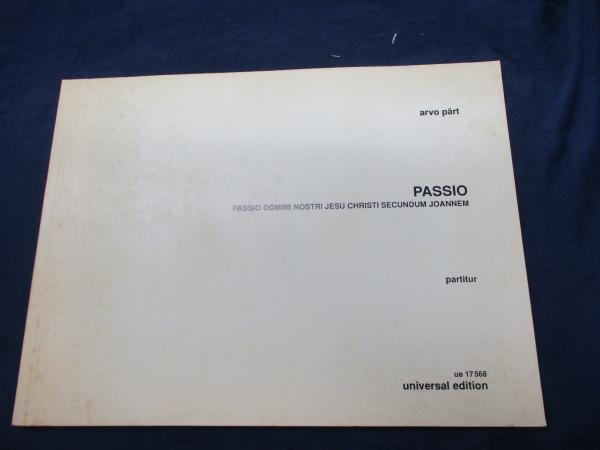 arvo pärt
PASSIO
PASSIO DOMINI NOSTRI JESU CHRISTI SECUNDUM JOANNEM
partitur
ue 17568
universal edition